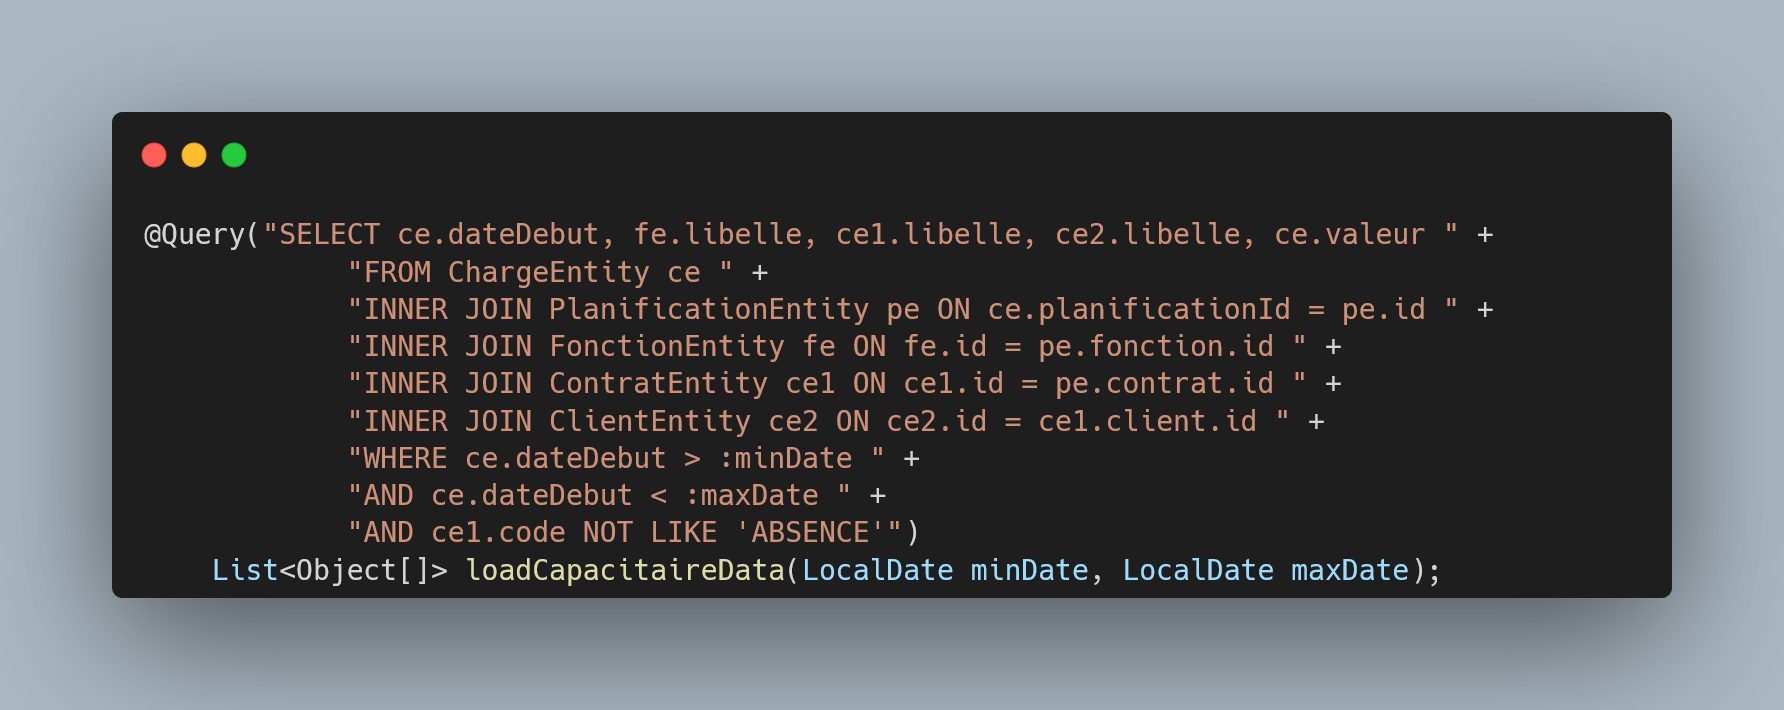 @Query("SELECT ce.dateDebut, fe.libelle, ce1.libelle, ce2.libelle, ce.valeur " +
"FROM ChargeEntity ce " +
"INNER JOIN PlanificationEntity pe ON ce.planificationId = pe.id " +
"INNER JOIN FonctionEntity fe ON fe.id = pe.fonction.id " +
"INNER JOIN ContratEntity ce1 ON ce1.id = pe.contrat.id " +
"INNER JOIN ClientEntity ce2 ON ce2.id = ce1.client.id " +
"WHERE ce.dateDebut > :minDate " +
"AND ce.dateDebut < :maxDate " +
"AND ce1.code NOT LIKE 'ABSENCE'")
List<Object[]> loadCapacitaireData(LocalDate minDate, LocalDate maxDate);